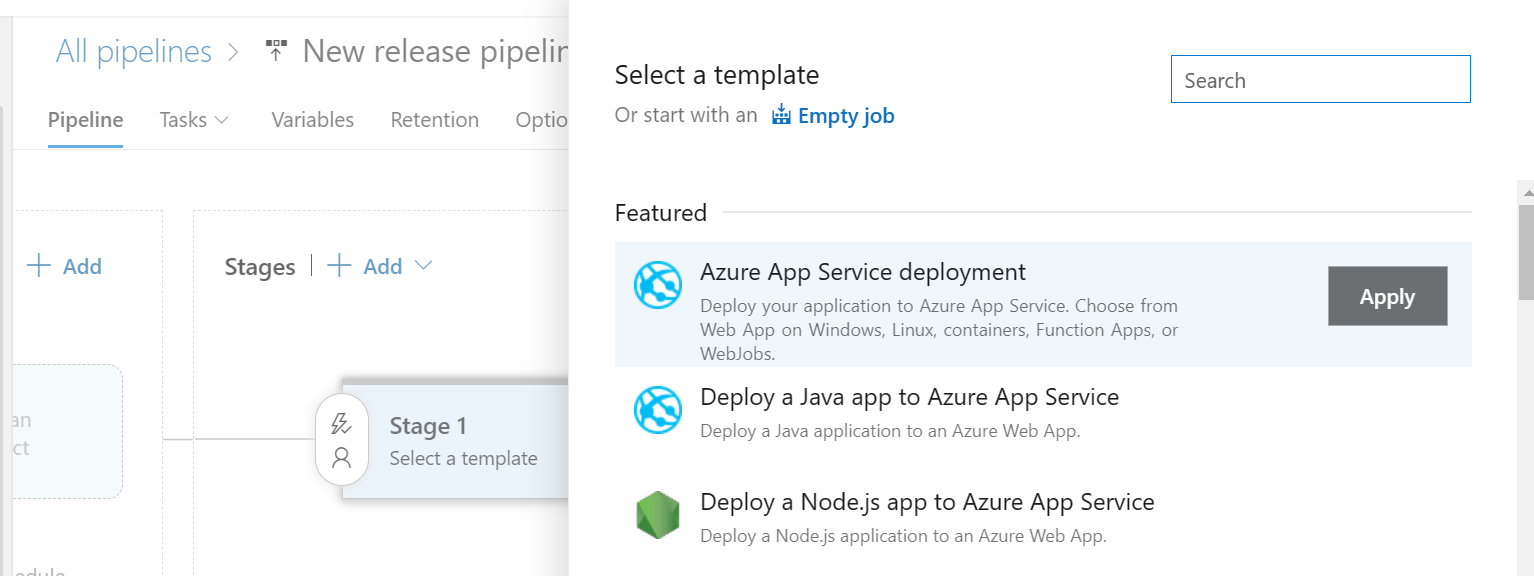 All pipelines > New release pipelin
Pipeline Tasks Variables Retention Optio
Add
Stages | Add
an
ct
Stage 1
Select a template
edule
Select a template
Search
Or start with an Empty job
Featured
Azure App Service deployment
Deploy your application to Azure App Service. Choose from
Web App on Windows, Linux, containers, Function Apps, or
WebJobs.
Apply
Deploy a Java app to Azure App Service
Deploy a Java application to an Azure Web App.
Deploy a Node.js app to Azure App Service
Deploy a Node.js application to an Azure Web App.